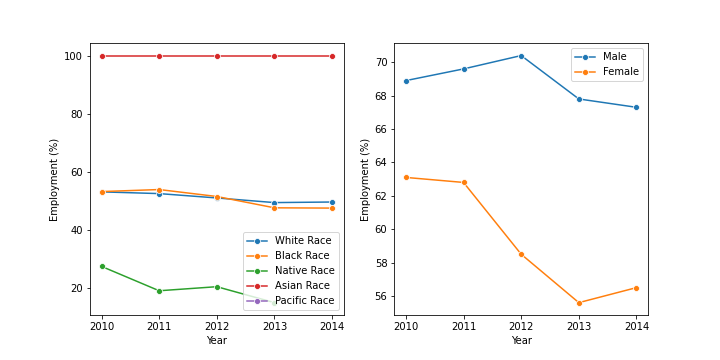 100
80
60
40
20
Employment (%)
2010 2011 2012 2013 2014
Year
White Race
Black Race
Native Race
Asian Race
Pacific Race
70
68
66
64
62
60
58
56
Employment (%)
2010 2011 2012 2013 2014
Year
Male
Female